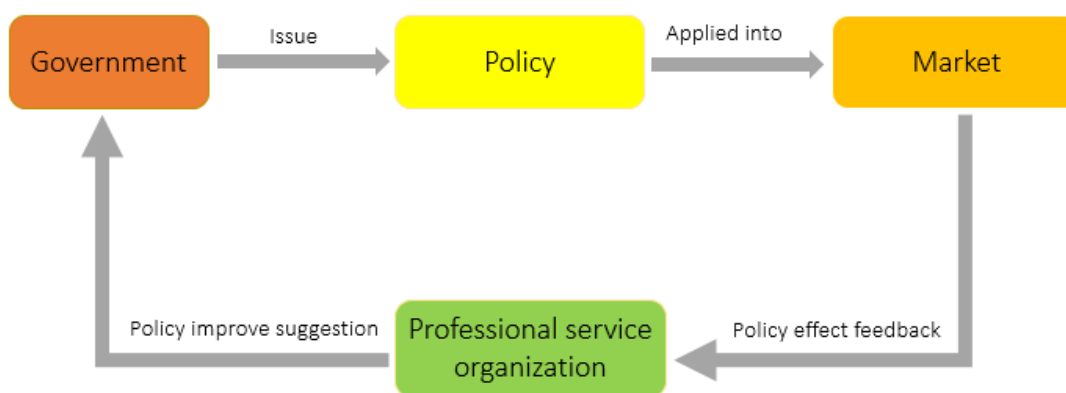 Issue
Applied into
Government
Policy
Market
Policy improve suggestion
Professional service
organization
Policy effect feedback